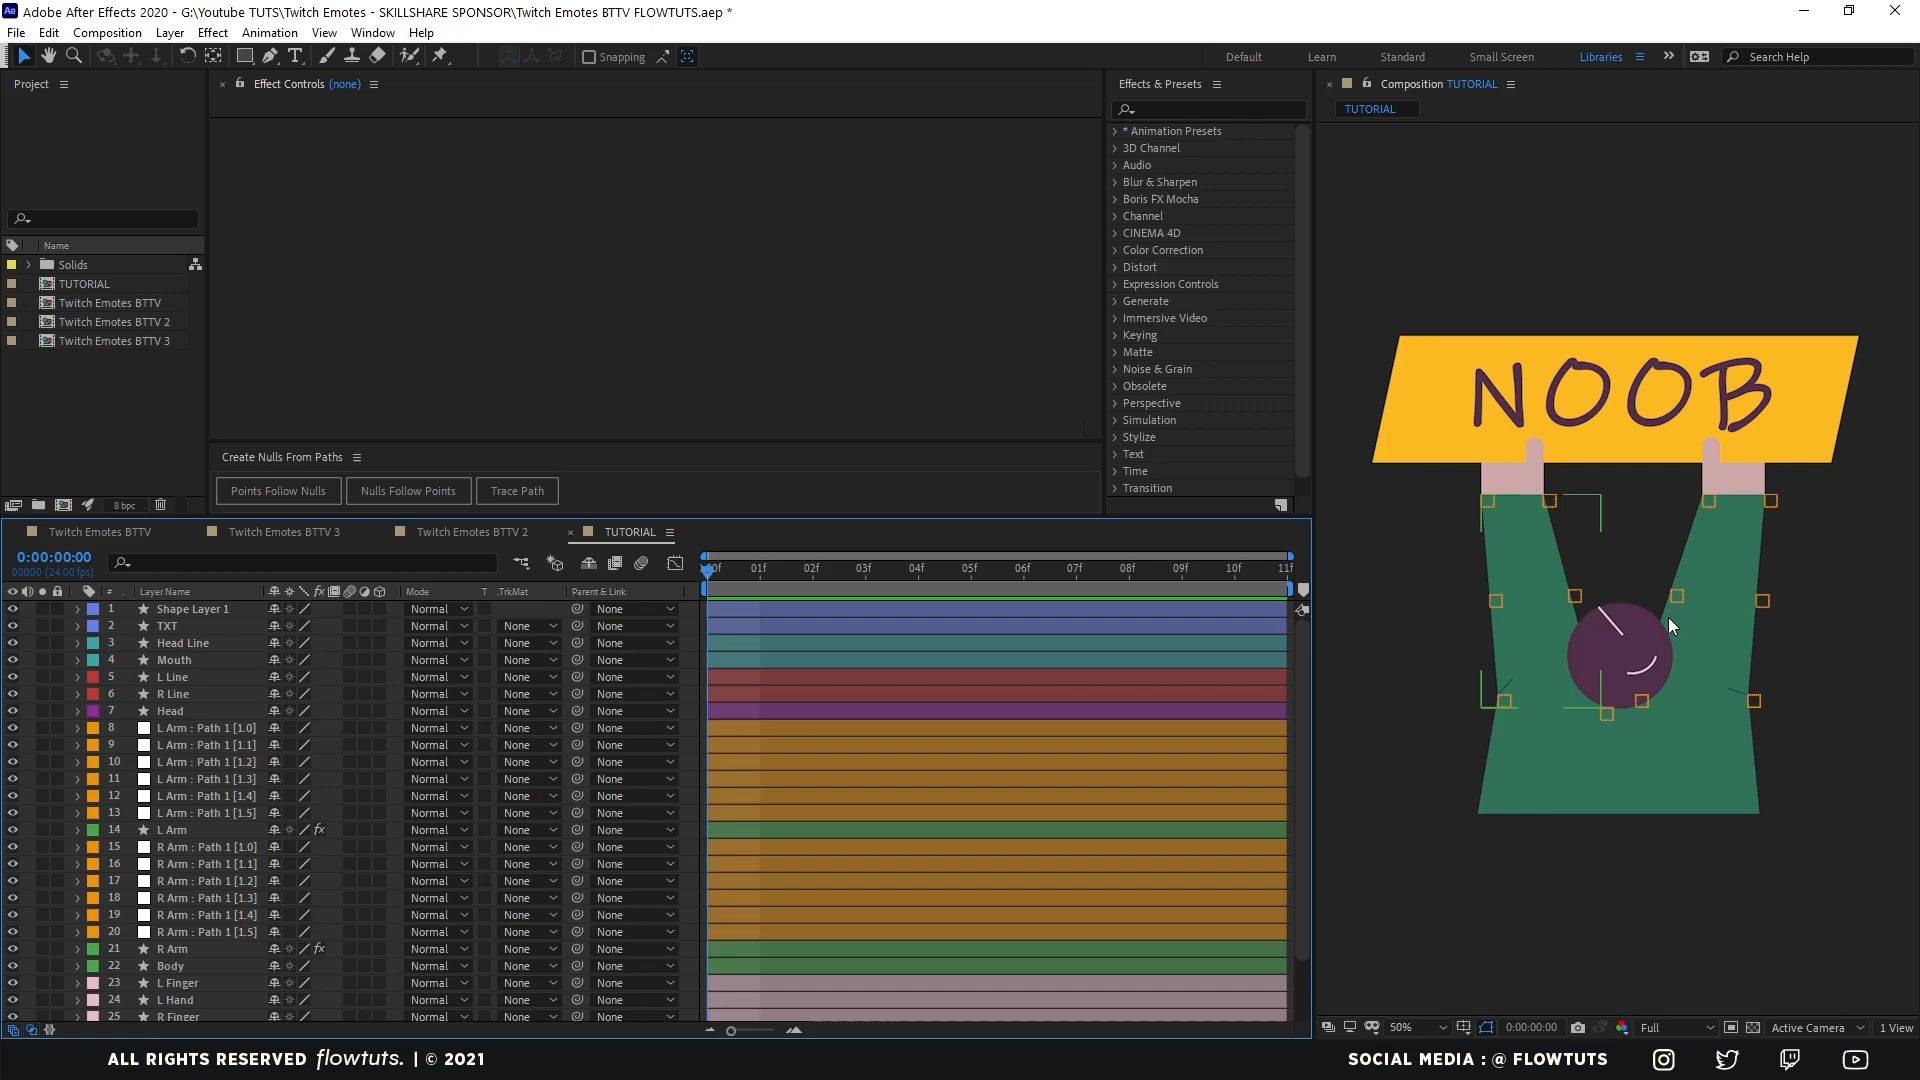 Adobe After Effects 2020 - G:\Youtube TUTS\Twitch Emotes - SKILLSHARE SPONSOR\Twitch Emotes BTTV FLOWTUTS.aep *
File Edit Composition Layer Effect Animation View Window Help
Snapping Default Learn Standard Small Screen Libraries Search Help
Project
Effect Controls (none)
Effects & Presets
Composition TUTORIAL
TUTORIAL
Name
Solids
TUTORIAL
Twitch Emotes BTTV
Twitch Emotes BTTV 2
Twitch Emotes BTTV 3
8 bpc
* Animation Presets
3D Channel
Audio
Blur & Sharpen
Boris FX Mocha
Channel
CINEMA 4D
Color Correction
Distort
Expression Controls
Generate
Immersive Video
Keying
Matte
Noise & Grain
Obsolete
Perspective
Simulation
Stylize
Text
Time
Transition
Create Nulls From Paths
Points Follow Nulls Nulls Follow Points Trace Path
NOOB
Twitch Emotes BTTV Twitch Emotes BTTV 3 Twitch Emotes BTTV 2 TUTORIAL
0:00:00:00
00000 (24.00 fps)
00f 01f 02f 03f 04f 05f 06f 07f 08f 09f 10f 11f
# Layer Name Mode T .TrkMat Parent & Link
1 Shape Layer 1 Normal None
2 TXT Normal None None
3 Head Line Normal None None
4 Mouth Normal None None
5 L Line Normal None None
6 R Line Normal None None
7 Head Normal None None
8 L Arm : Path 1 [1.0] Normal None None
9 L Arm : Path 1 [1.1] Normal None None
10 L Arm : Path 1 [1.2] Normal None None
11 L Arm : Path 1 [1.3] Normal None None
12 L Arm : Path 1 [1.4] Normal None None
13 L Arm : Path 1 [1.5] Normal None None
14 L Arm fx Normal None None
15 R Arm : Path 1 [1.0] Normal None None
16 R Arm : Path 1 [1.1] Normal None None
17 R Arm : Path 1 [1.2] Normal None None
18 R Arm : Path 1 [1.3] Normal None None
19 R Arm : Path 1 [1.4] Normal None None
20 R Arm : Path 1 [1.5] Normal None None
21 R Arm fx Normal None None
22 Body Normal None None
23 L Finger Normal None None
24 L Hand Normal None None
25 R Finger Normal None None
50% 0:00:00:00 Full Active Camera 1 View
ALL RIGHTS RESERVED flowtuts. | © 2021
SOCIAL MEDIA : @ FLOWTUTS